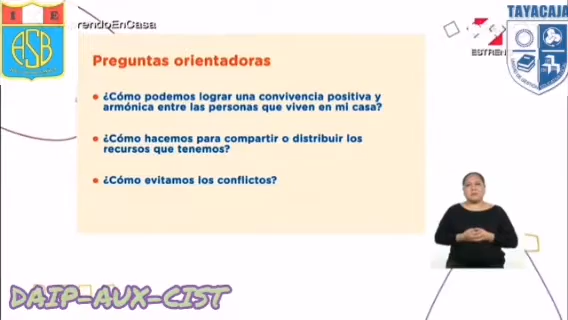 I E
ASB
rendoEnCasa
ESTREN
TAYACAJA
Preguntas orientadoras
• ¿Cómo podemos lograr una convivencia positiva y
armónica entre las personas que viven en mi casa?
• ¿Cómo hacemos para compartir o distribuir los
recursos que tenemos?
• ¿Cómo evitamos los conflictos?
DAIP-AUX-CIST